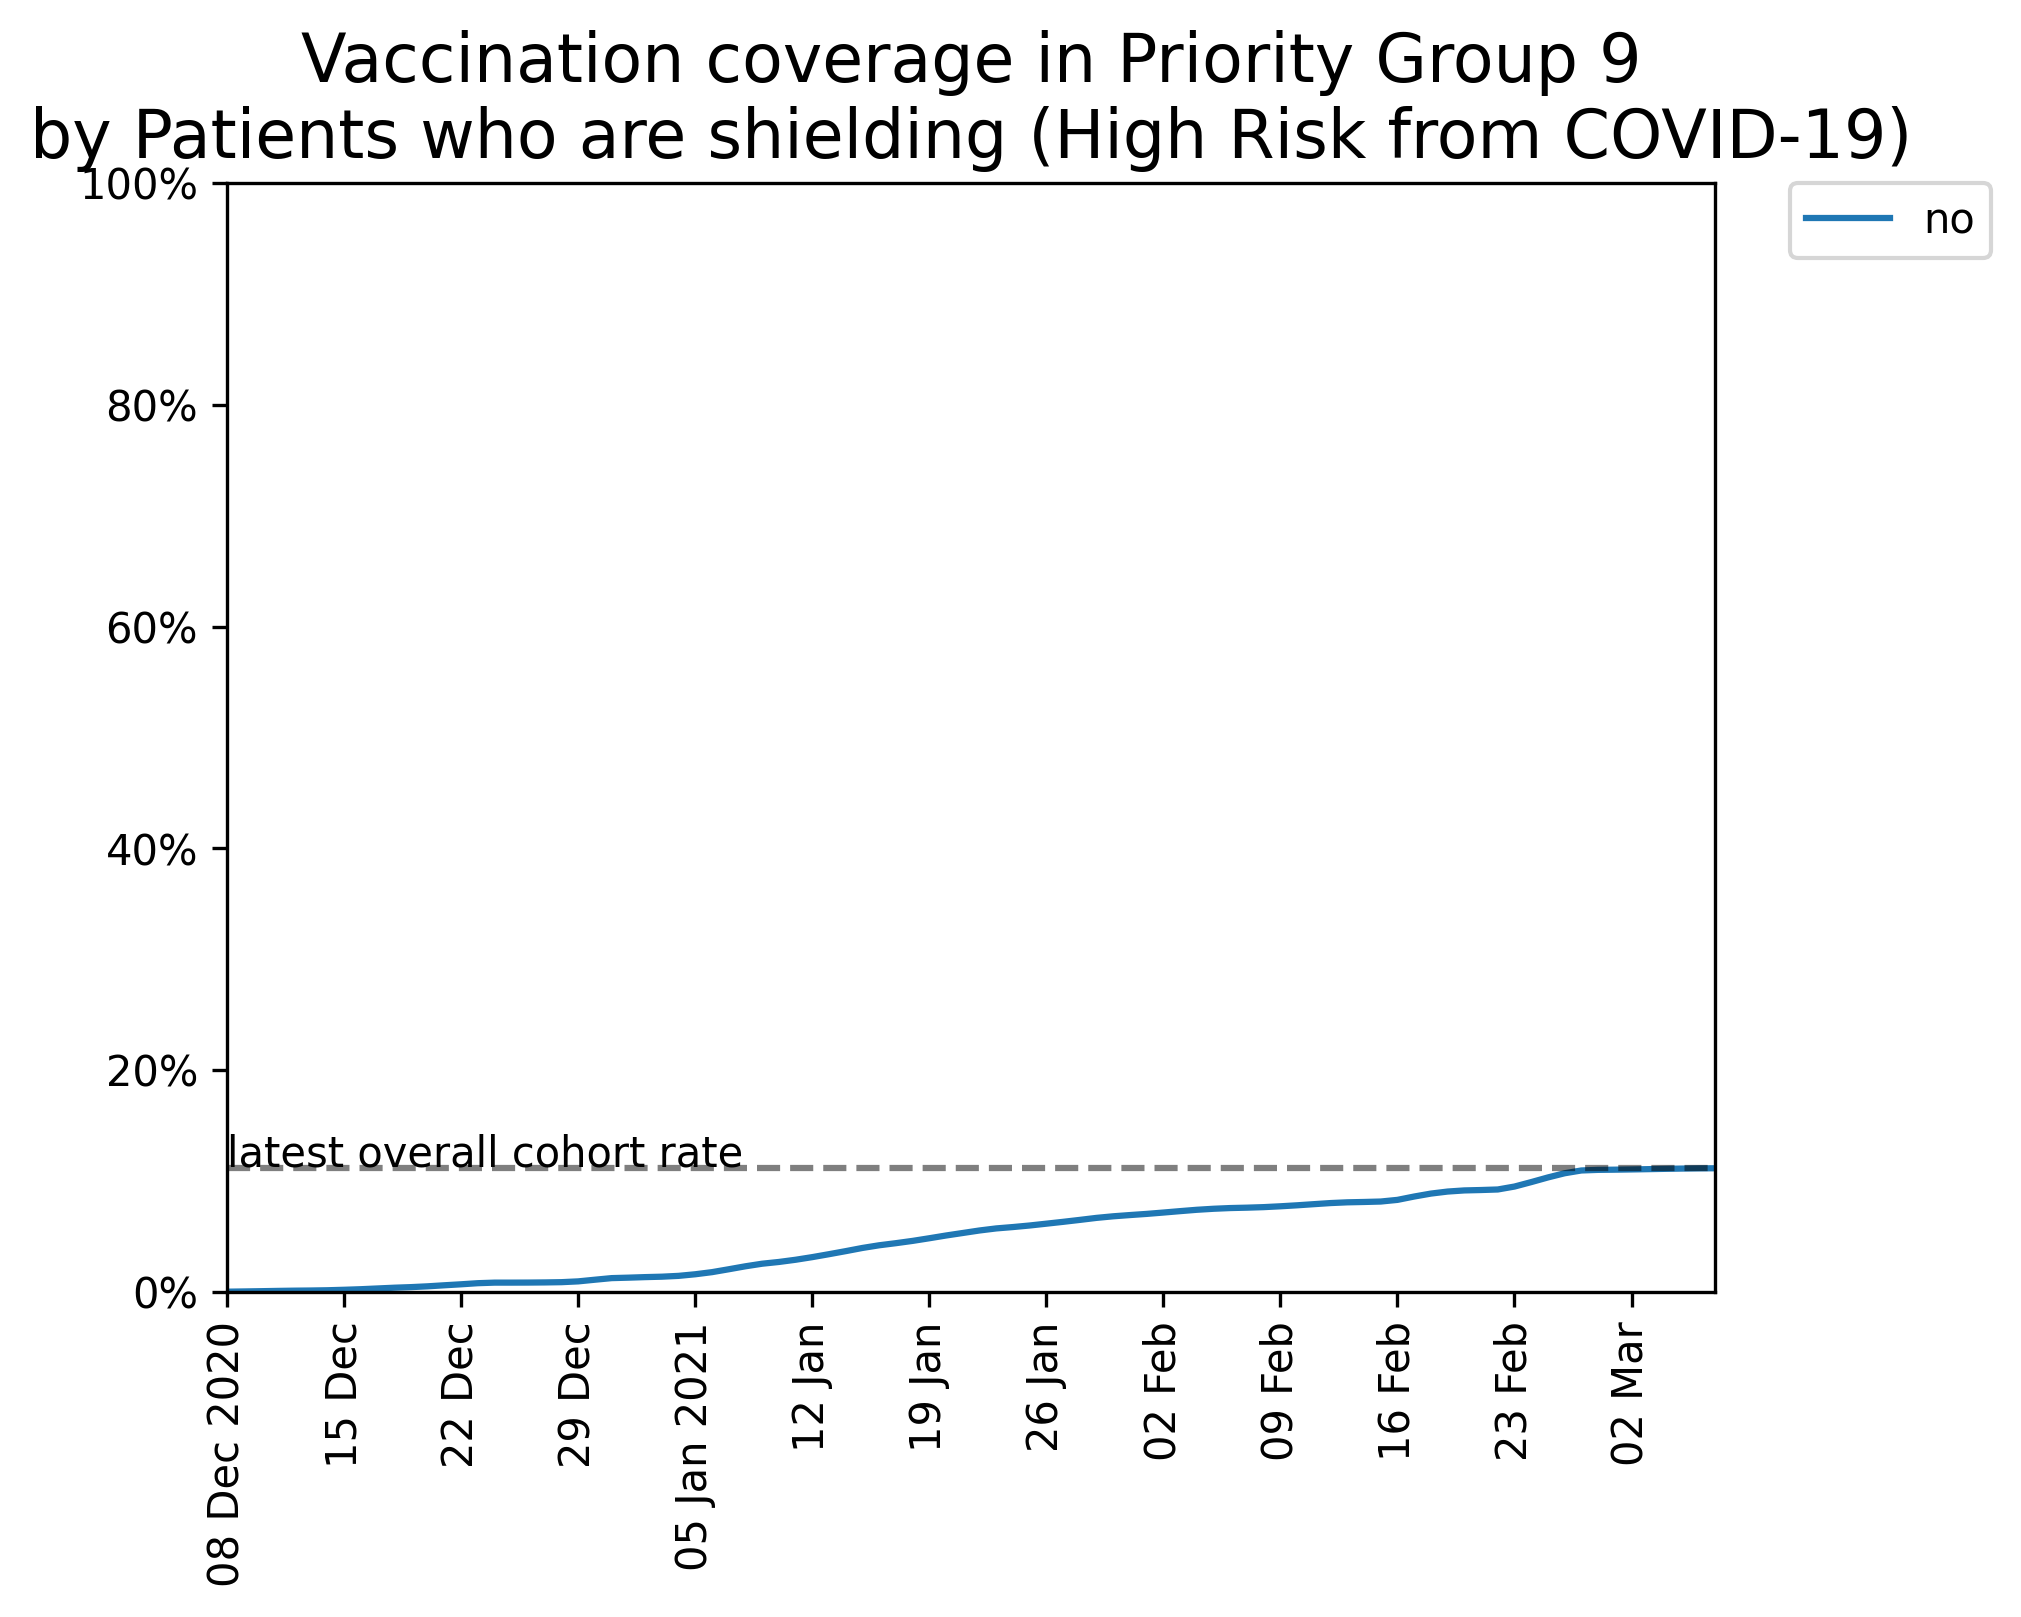 Vaccination coverage in Priority Group 9
by Patients who are shielding (High Risk from COVID-19)
100%
80%
60%
40%
20%
0%
no
latest overall cohort rate
08 Dec 2020
15 Dec
22 Dec
29 Dec
05 Jan 2021
12 Jan
19 Jan
26 Jan
02 Feb
09 Feb
16 Feb
23 Feb
02 Mar